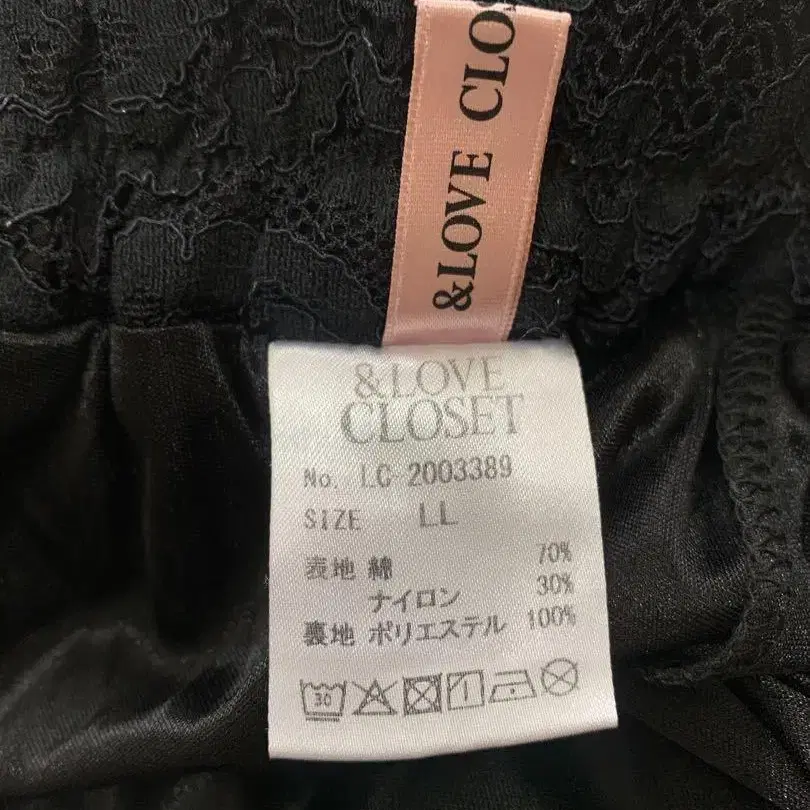 &LOVE CLO
&LOVE
CLOSET
No. LC-2003389
SIZE LL
表地 綿 70%
ナイロン 30%
裏地 ポリエステル 100%
30